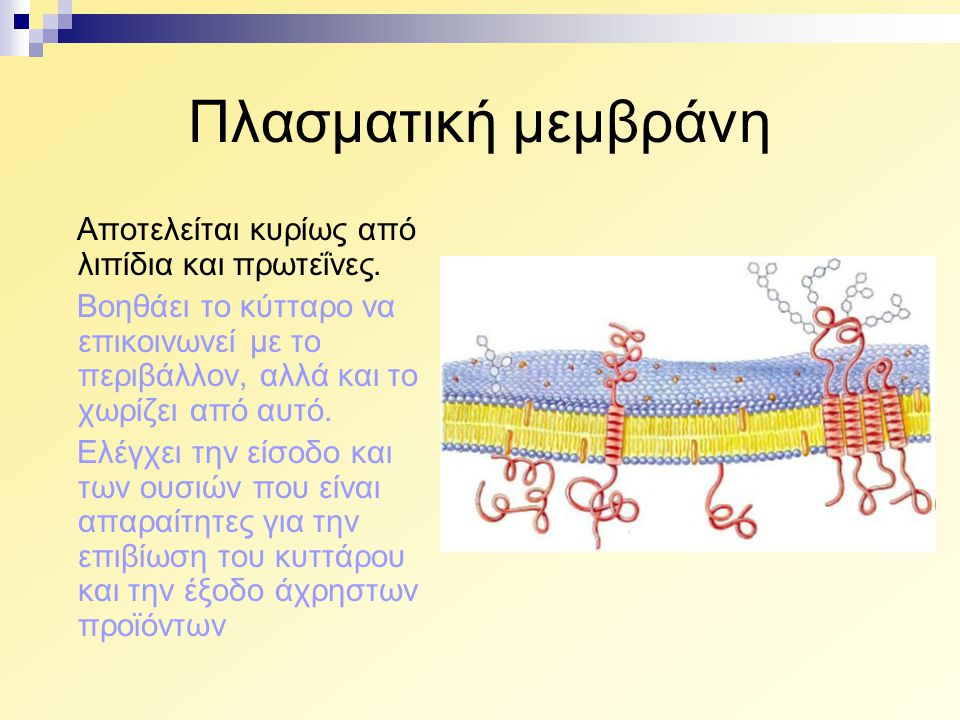 Πλασματική μεμβράνη
Αποτελείται κυρίως από
λιπίδια και πρωτεΐνες.
Βοηθάει το κύτταρο να
επικοινωνεί με το
περιβάλλον, αλλά και το
χωρίζει από αυτό.
Ελέγχει την είσοδο και
των ουσιών που είναι
απαραίτητες για την
επιβίωση του κυττάρου
και την έξοδο άχρηστων
προϊόντων